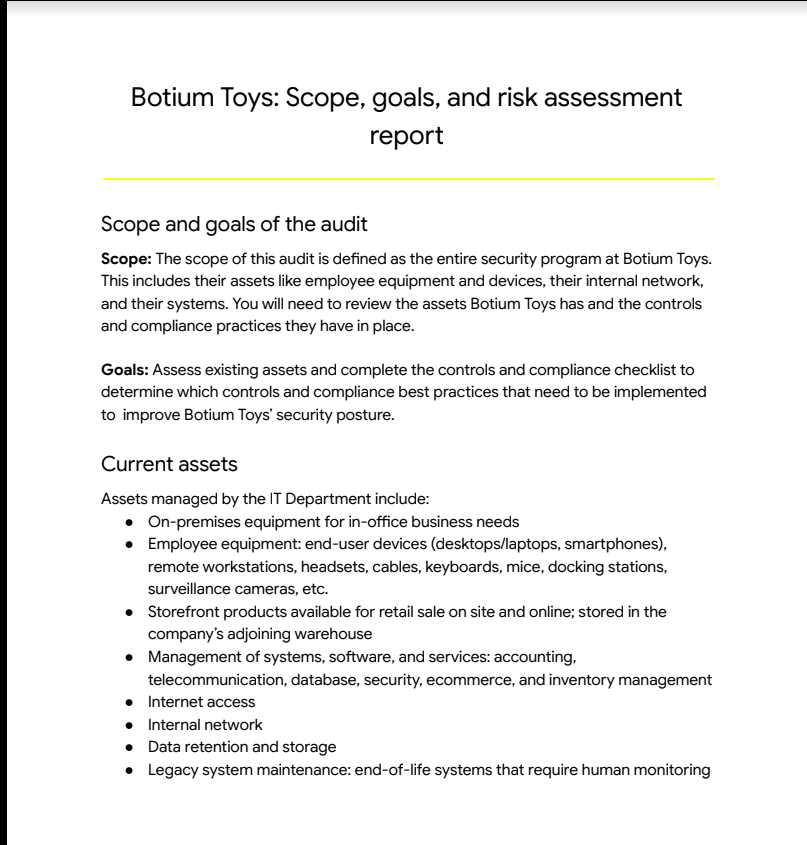 Botium Toys: Scope, goals, and risk assessment
report
Scope and goals of the audit
Scope: The scope of this audit is defined as the entire security program at Botium Toys.
This includes their assets like employee equipment and devices, their internal network,
and their systems. You will need to review the assets Botium Toys has and the controls
and compliance practices they have in place.
Goals: Assess existing assets and complete the controls and compliance checklist to
determine which controls and compliance best practices that need to be implemented
to  improve Botium Toys’ security posture.
Current assets
Assets managed by the IT Department include:
● On-premises equipment for in-office business needs
● Employee equipment: end-user devices (desktops/laptops, smartphones),
remote workstations, headsets, cables, keyboards, mice, docking stations,
surveillance cameras, etc.
● Storefront products available for retail sale on site and online; stored in the
company’s adjoining warehouse
● Management of systems, software, and services: accounting,
telecommunication, database, security, ecommerce, and inventory management
● Internet access
● Internal network
● Data retention and storage
● Legacy system maintenance: end-of-life systems that require human monitoring